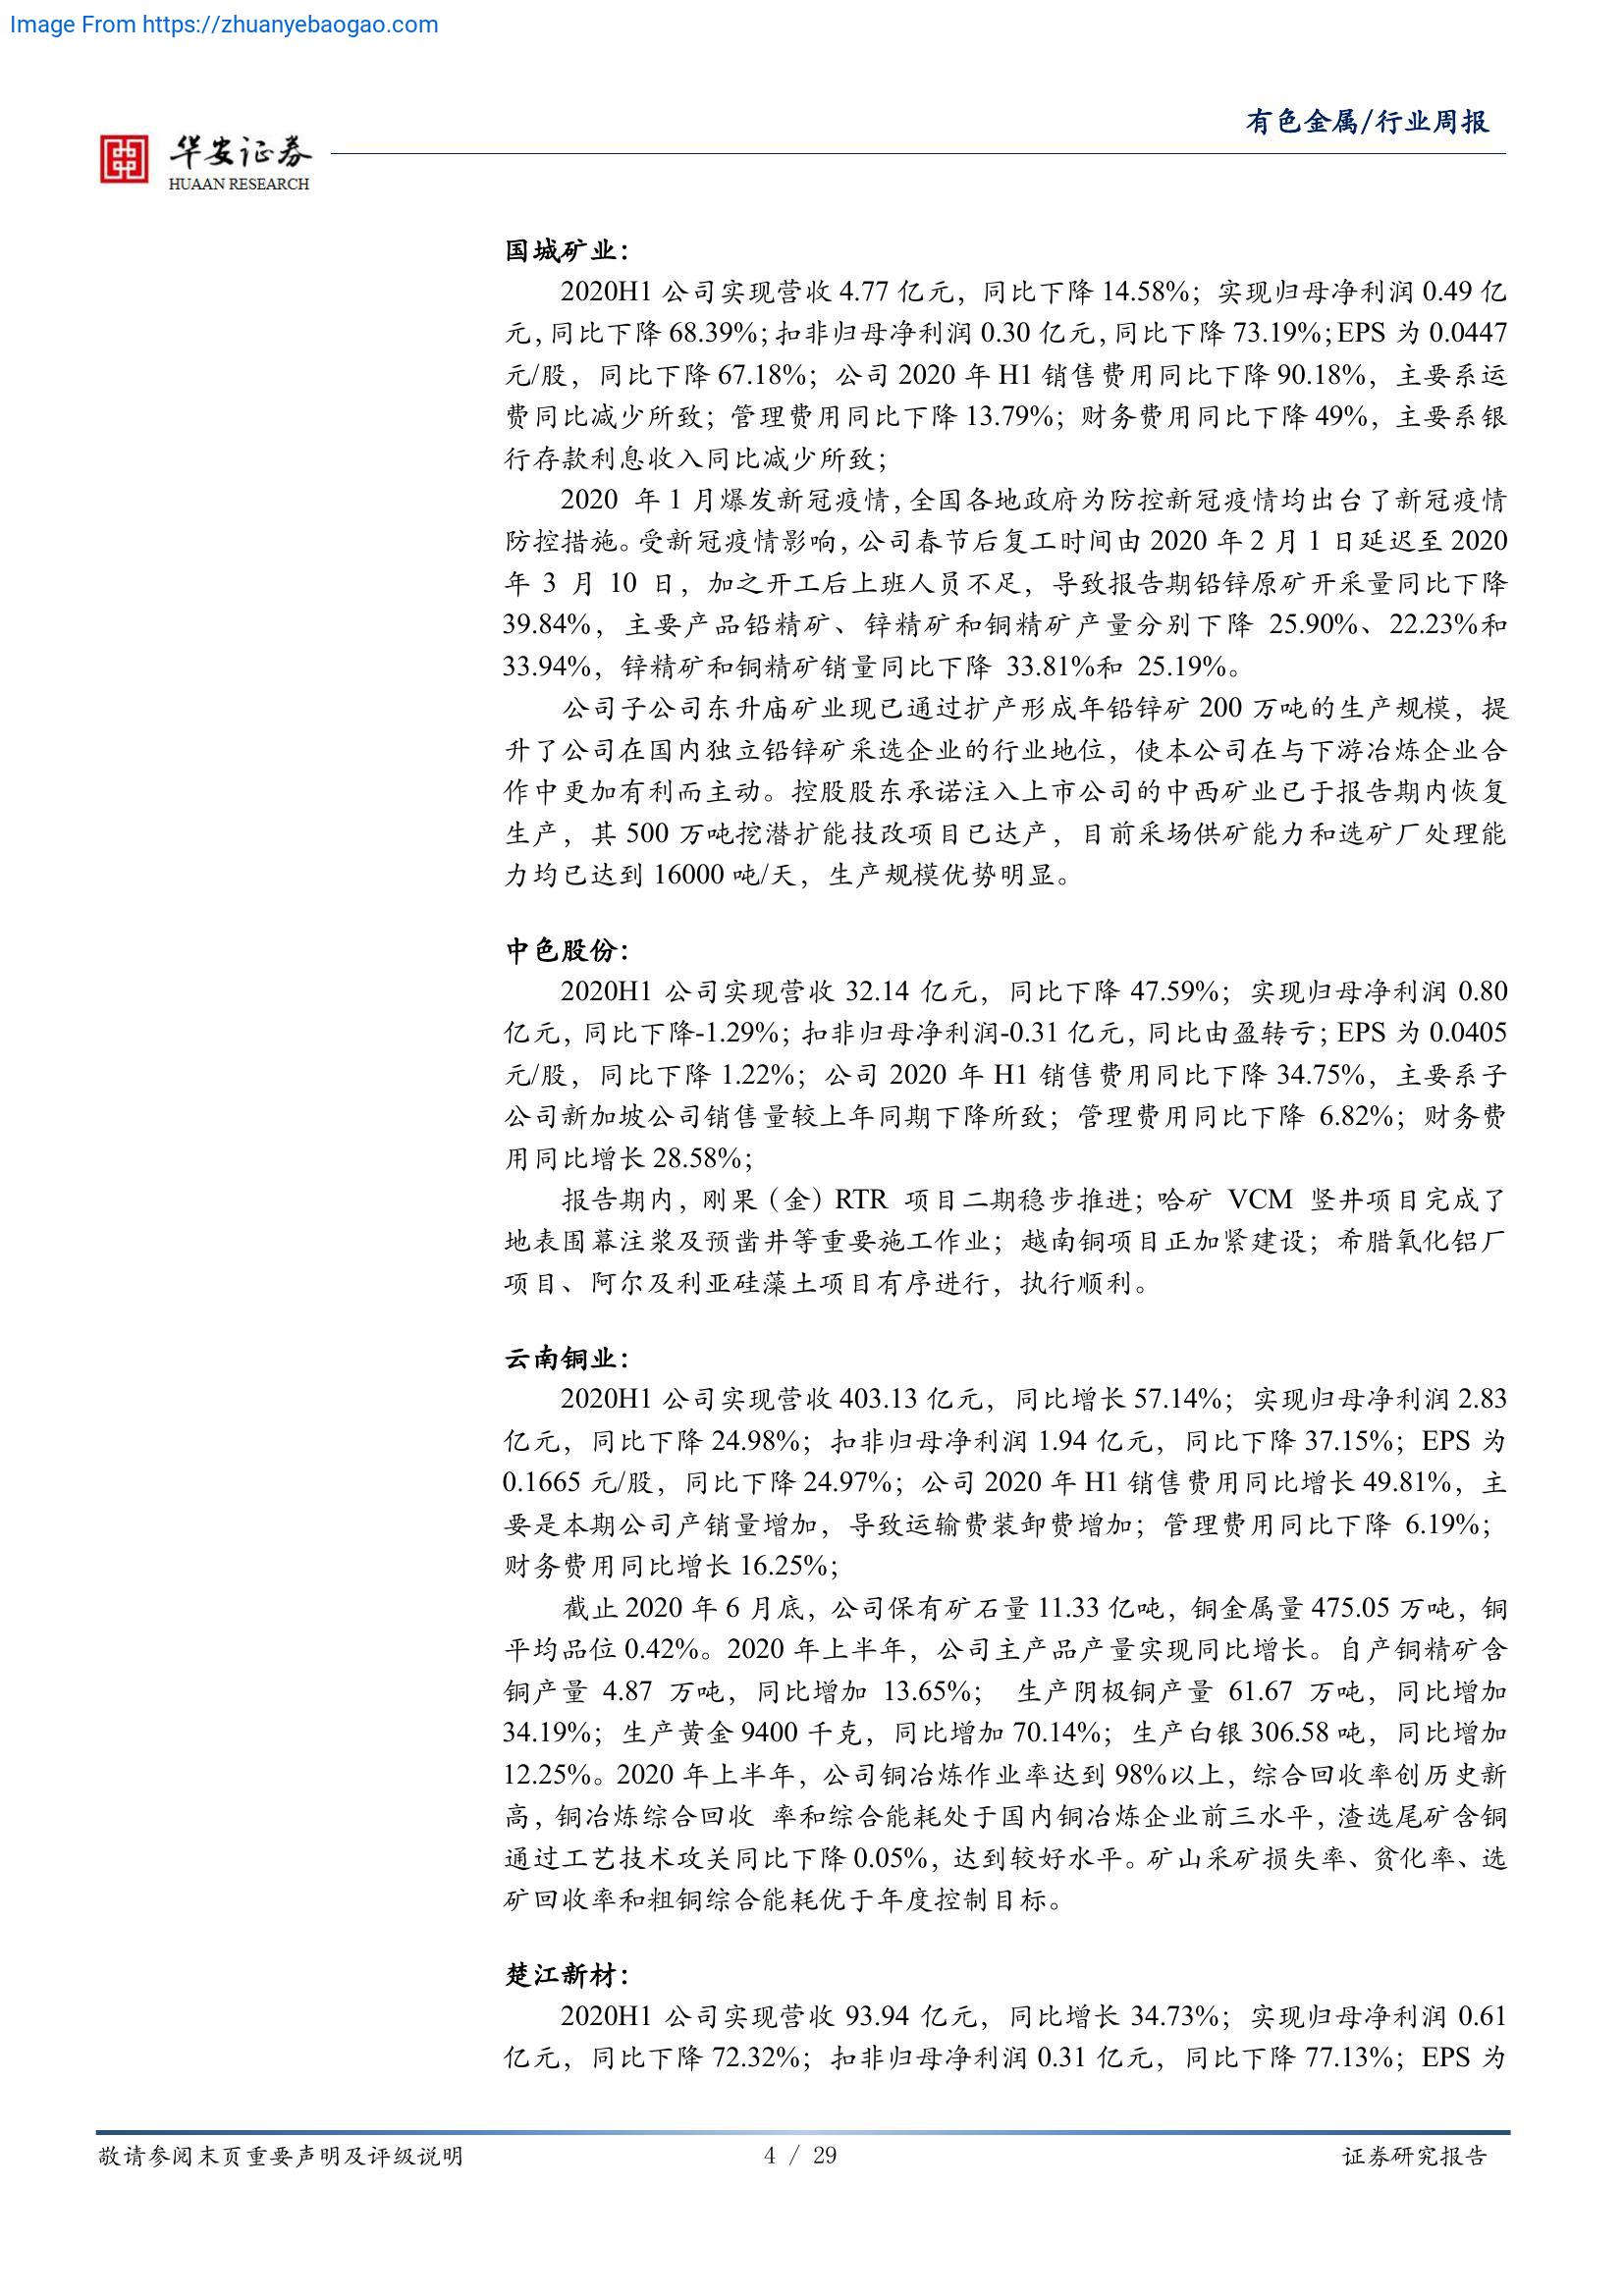 Image From https://zhuanyebaogao.com
有色金属/行业周报
华安证券
HUAAN RESEARCH
国城矿业：
2020H1 公司实现营收 4.77 亿元，同比下降 14.58%；实现归母净利润 0.49 亿
元，同比下降 68.39%；扣非归母净利润 0.30 亿元，同比下降 73.19%；EPS 为 0.0447
元/股，同比下降 67.18%；公司 2020 年 H1 销售费用同比下降 90.18%，主要系运
费同比减少所致；管理费用同比下降 13.79%；财务费用同比下降 49%，主要系银
行存款利息收入同比减少所致；
2020 年 1 月爆发新冠疫情，全国各地政府为防控新冠疫情均出台了新冠疫情
防控措施。受新冠疫情影响，公司春节后复工时间由 2020 年 2 月 1 日延迟至 2020
年 3 月 10 日，加之开工后上班人员不足，导致报告期铅锌原矿开采量同比下降
39.84%，主要产品铅精矿、锌精矿和铜精矿产量分别下降 25.90%、22.23%和
33.94%，锌精矿和铜精矿销量同比下降 33.81%和 25.19%。
公司子公司东升庙矿业现已通过扩产形成年铅锌矿 200 万吨的生产规模，提
升了公司在国内独立铅锌矿采选企业的行业地位，使本公司在与下游冶炼企业合
作中更加有利而主动。控股股东承诺注入上市公司的中西矿业已于报告期内恢复
生产，其 500 万吨挖潜扩能技改项目已达产，目前采场供矿能力和选矿厂处理能
力均已达到 16000 吨/天，生产规模优势明显。
中色股份：
2020H1 公司实现营收 32.14 亿元，同比下降 47.59%；实现归母净利润 0.80
亿元，同比下降-1.29%；扣非归母净利润-0.31 亿元，同比由盈转亏；EPS 为 0.0405
元/股，同比下降 1.22%；公司 2020 年 H1 销售费用同比下降 34.75%，主要系子
公司新加坡公司销售量较上年同期下降所致；管理费用同比下降 6.82%；财务费
用同比增长 28.58%；
报告期内，刚果（金）RTR 项目二期稳步推进；哈矿 VCM 竖井项目完成了
地表围幕注浆及预凿井等重要施工作业；越南铜项目正加紧建设；希腊氧化铝厂
项目、阿尔及利亚硅藻土项目有序进行，执行顺利。
云南铜业：
2020H1 公司实现营收 403.13 亿元，同比增长 57.14%；实现归母净利润 2.83
亿元，同比下降 24.98%；扣非归母净利润 1.94 亿元，同比下降 37.15%；EPS 为
0.1665 元/股，同比下降 24.97%；公司 2020 年 H1 销售费用同比增长 49.81%，主
要是本期公司产销量增加，导致运输费装卸费增加；管理费用同比下降 6.19%；
财务费用同比增长 16.25%；
截止 2020 年 6 月底，公司保有矿石量 11.33 亿吨，铜金属量 475.05 万吨，铜
平均品位 0.42%。2020 年上半年，公司主产品产量实现同比增长。自产铜精矿含
铜产量 4.87 万吨，同比增加 13.65%； 生产阴极铜产量 61.67 万吨，同比增加
34.19%；生产黄金 9400 千克，同比增加 70.14%；生产白银 306.58 吨，同比增加
12.25%。2020 年上半年，公司铜冶炼作业率达到 98%以上，综合回收率创历史新
高，铜冶炼综合回收 率和综合能耗处于国内铜冶炼企业前三水平，渣选尾矿含铜
通过工艺技术攻关同比下降 0.05%，达到较好水平。矿山采矿损失率、贫化率、选
矿回收率和粗铜综合能耗优于年度控制目标。
楚江新材：
2020H1 公司实现营收 93.94 亿元，同比增长 34.73%；实现归母净利润 0.61
亿元，同比下降 72.32%；扣非归母净利润 0.31 亿元，同比下降 77.13%；EPS 为
敬请参阅末页重要声明及评级说明
4 / 29
证券研究报告